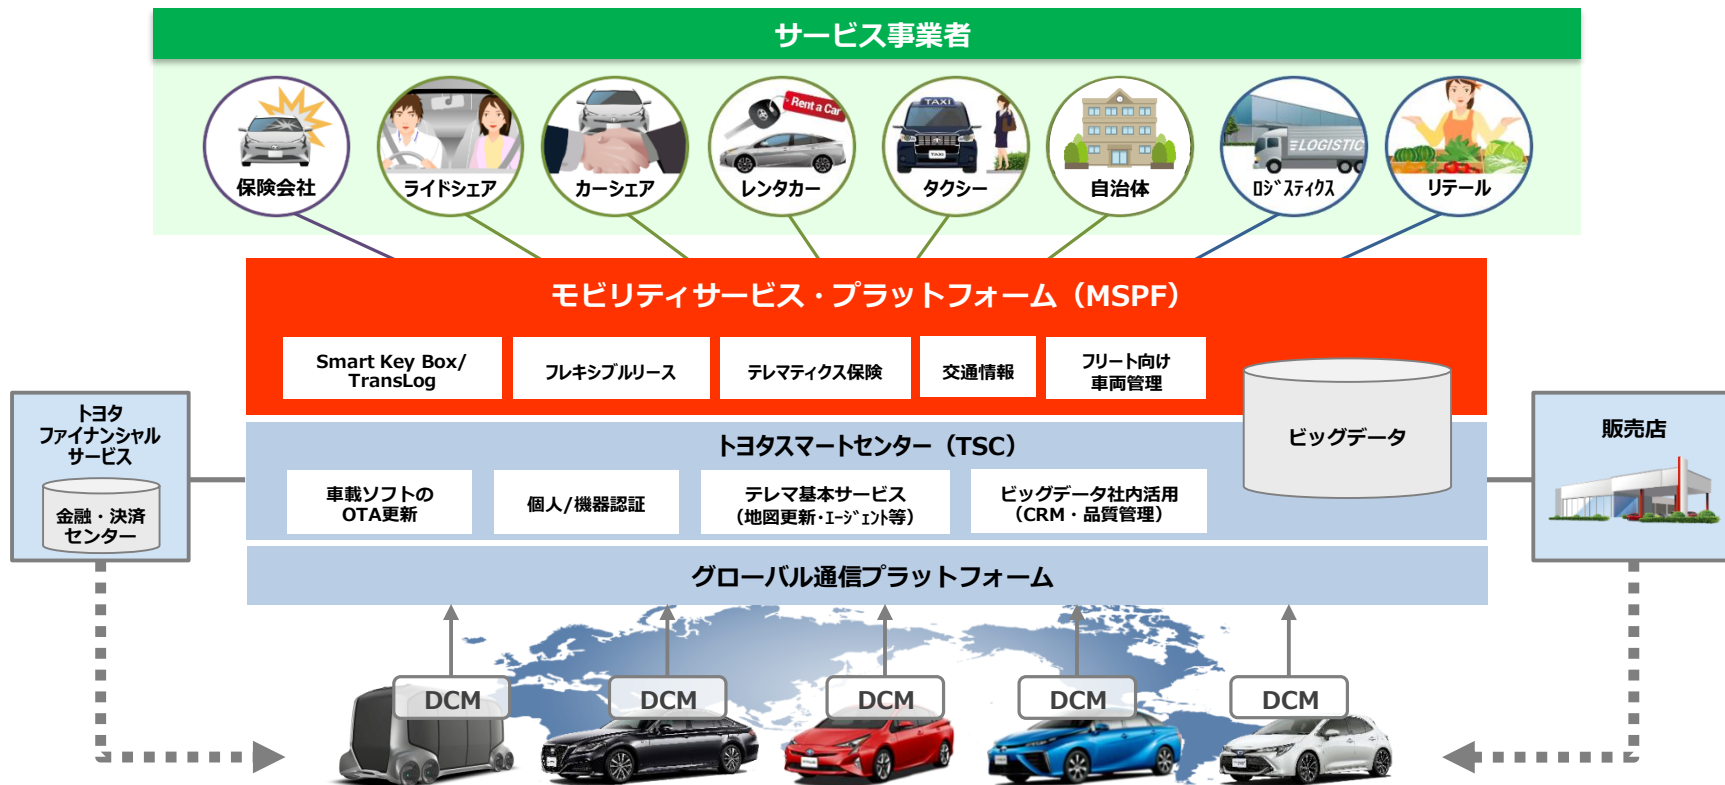 サービス事業者
Rent a Car
TAXI
TAXI
LOGISTIC
保険会社
ライドシェア
カーシェア
レンタカー
タクシー
自治体
ﾛｼﾞｽﾃｨｸｽ
リテール
モビリティサービス・プラットフォーム（MSPF）
Smart Key Box/
TransLog
フレキシブルリース
テレマティクス保険
交通情報
フリート向け
車両管理
ビッグデータ
トヨタ
ファイナンシャル
サービス
金融・決済
センター
販売店
トヨタスマートセンター（TSC）
車載ソフトの
OTA更新
個人/機器認証
テレマ基本サービス
（地図更新・ｴｰｼﾞｪﾝﾄ等）
ビッグデータ社内活用
（CRM・品質管理）
グローバル通信プラットフォーム
DCM
DCM
DCM
DCM
DCM